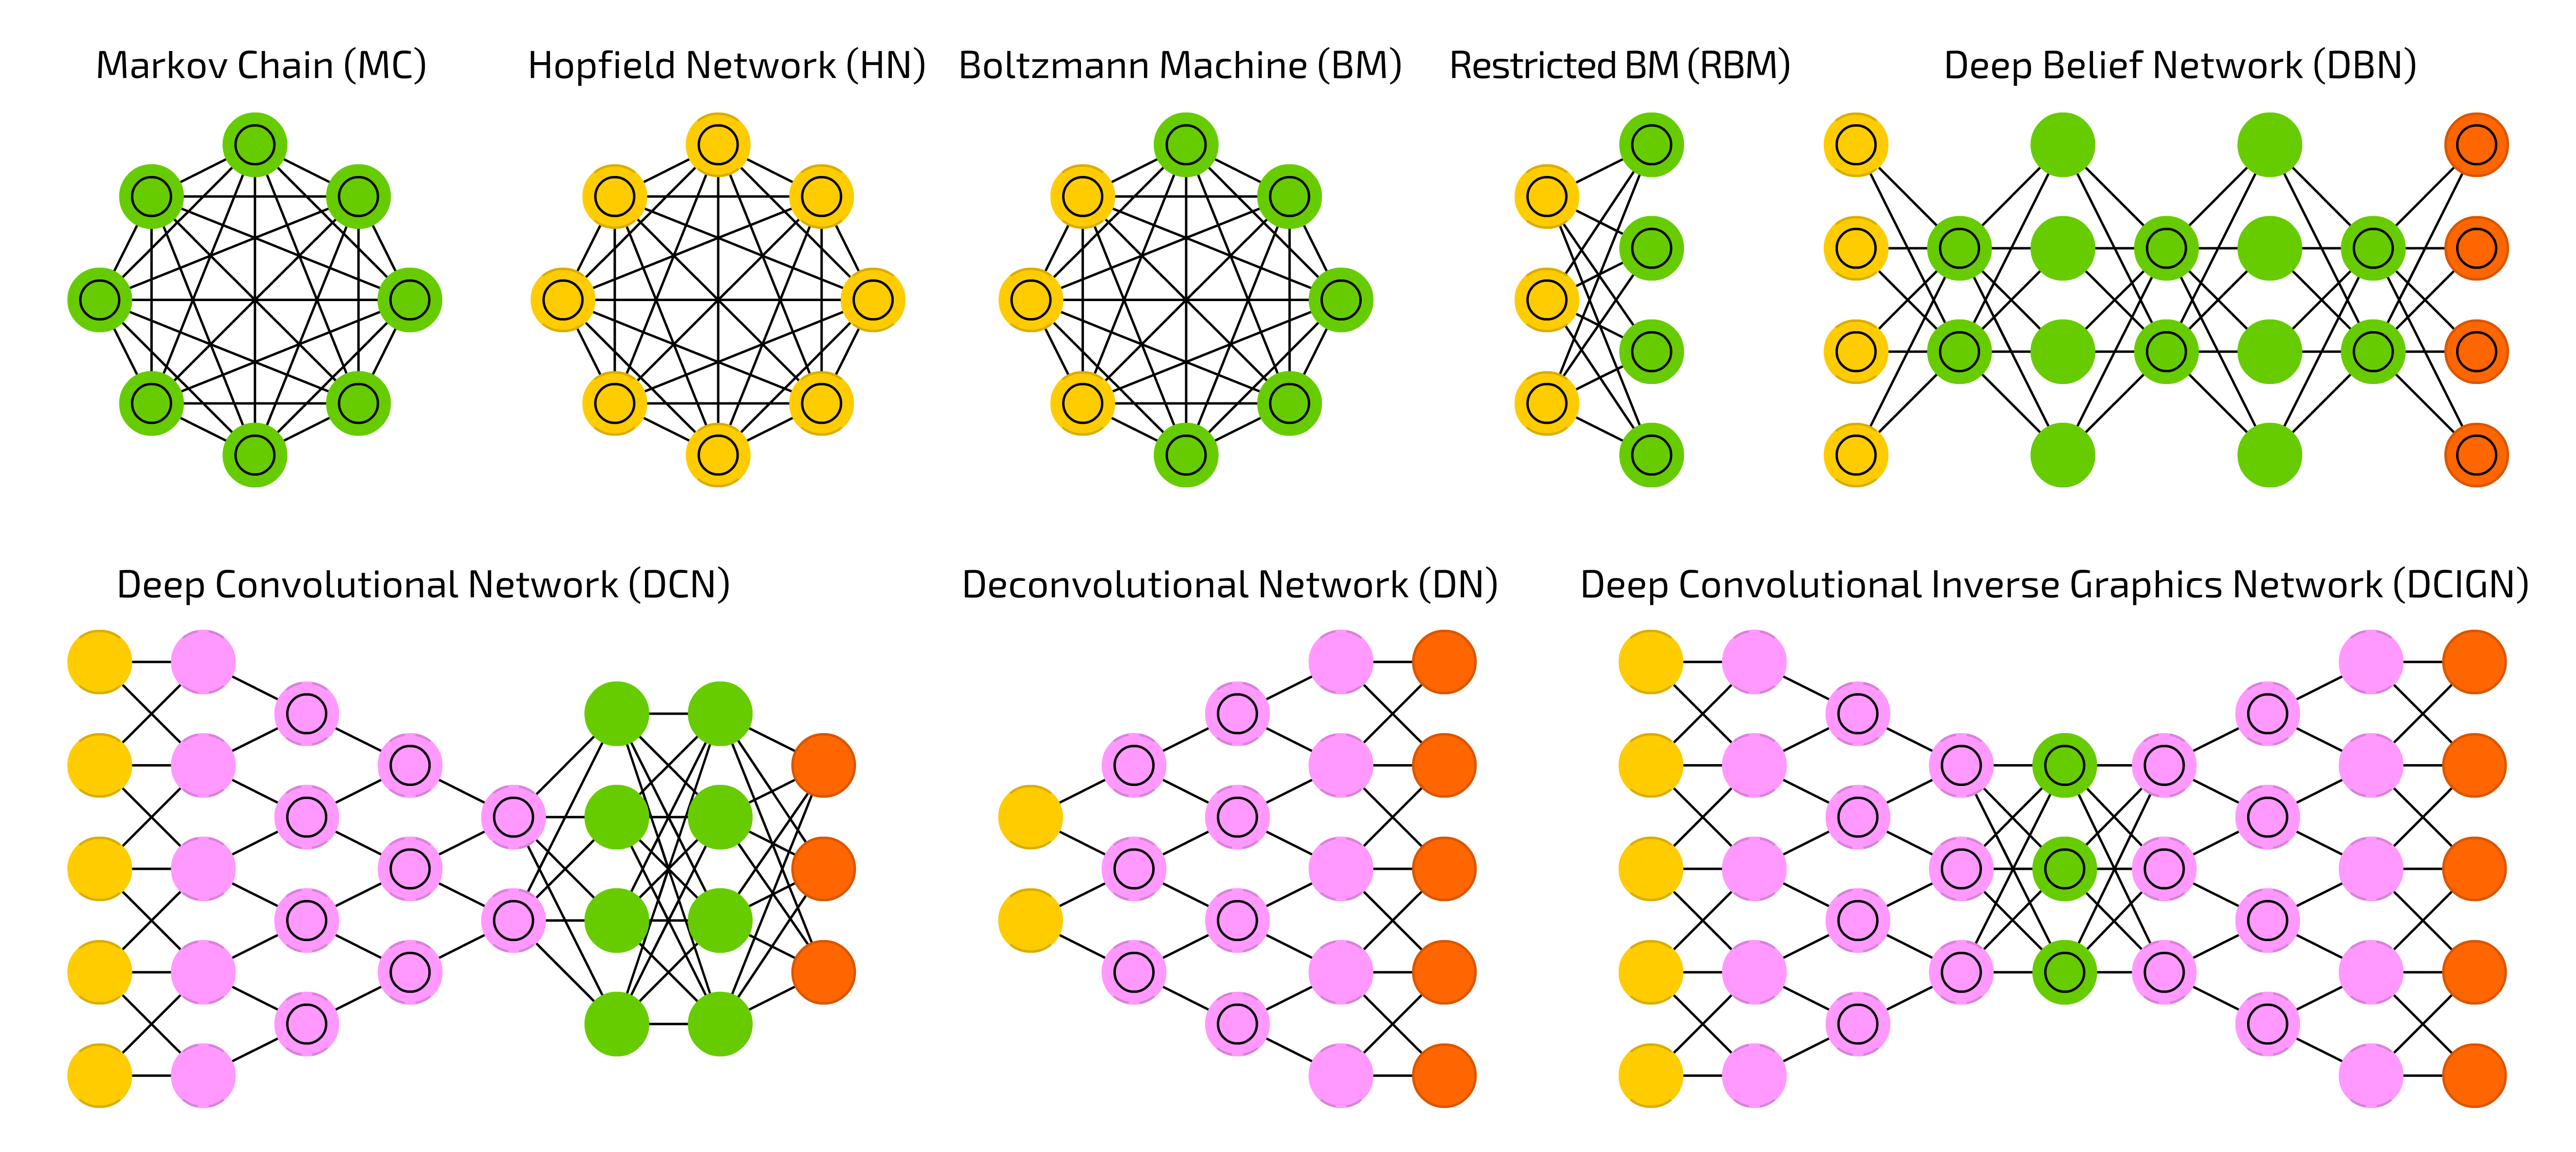 Markov Chain (MC)
Hopfield Network (HN)
Boltzmann Machine (BM)
Restricted BM (RBM)
Deep Belief Network (DBN)
Deep Convolutional Network (DCN)
Deconvolutional Network (DN)
Deep Convolutional Inverse Graphics Network (DCIGN)